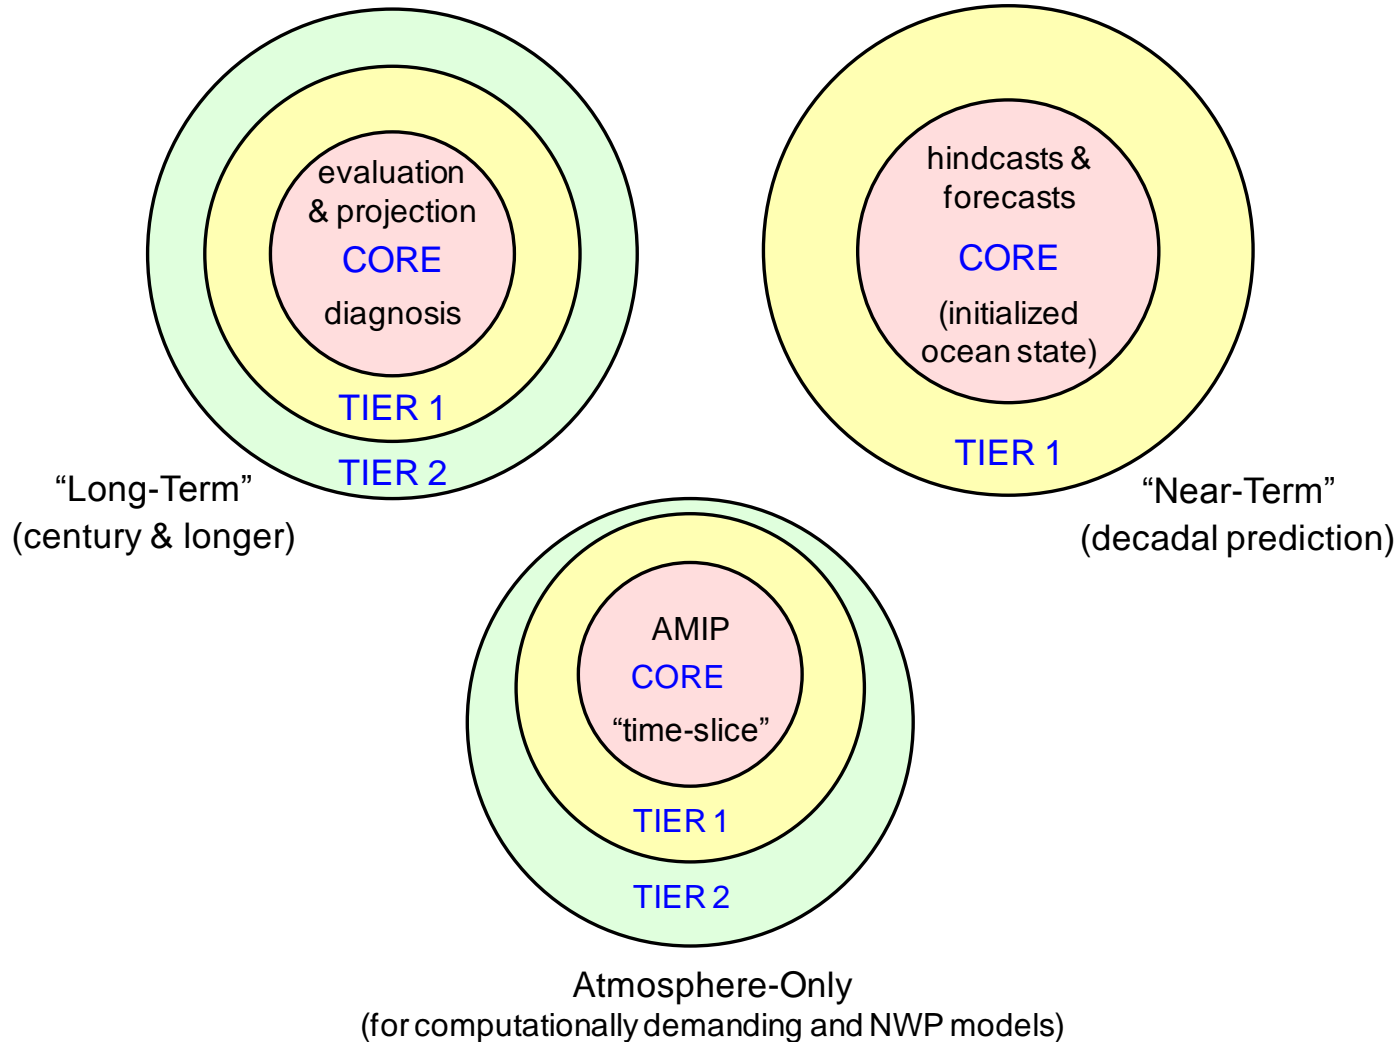 evaluation
& projection
CORE
diagnosis
TIER 1
TIER 2
“Long-Term”
(century & longer)
hindcasts &
forecasts
CORE
(initialized
ocean state)
TIER 1
“Near-Term”
(decadal prediction)
AMIP
CORE
“time-slice”
TIER 1
TIER 2
Atmosphere-Only
(for computationally demanding and NWP models)